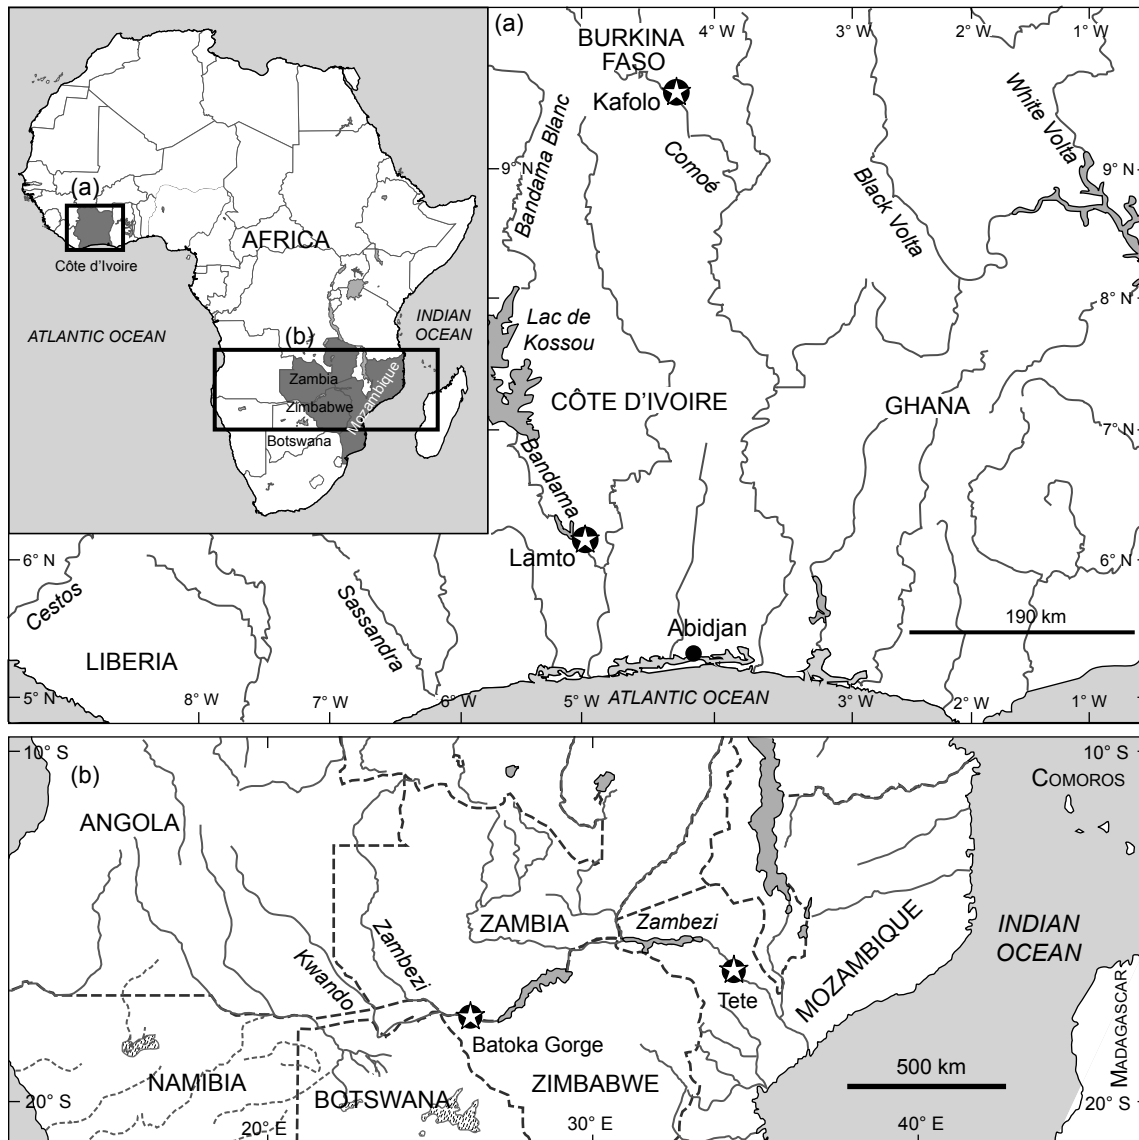 (a)
4° W
3° W
2° W
1° W
BURKINA
FASO
Kafolo
Bandama Blanc
Comoé
Black Volta
White Volta
9° N
9° N
(a)
AFRICA
Côte d'Ivoire
ATLANTIC OCEAN
INDIAN
OCEAN
(b)
Zambia
Zimbabwe
Mozambique
Botswana
8° N
Lac de
Kossou
CÔTE D'IVOIRE
GHANA
7° N
Bandama
Lamto
6° N
6° N
Cestos
Sassandra
190 km
Abidjan
LIBERIA
5° N
8° W
7° W
6° W
5° W
4° W
3° W
2° W
1° W
5° N
ATLANTIC OCEAN
10° S
(b)
10° S
COMOROS
ANGOLA
ZAMBIA
Zambezi
Zambezi
Kwando
MOZAMBIQUE
INDIAN
OCEAN
Tete
Batoka Gorge
MADAGASCAR
500 km
NAMIBIA
BOTSWANA
ZIMBABWE
20° S
20° S
20° E
30° E
40° E